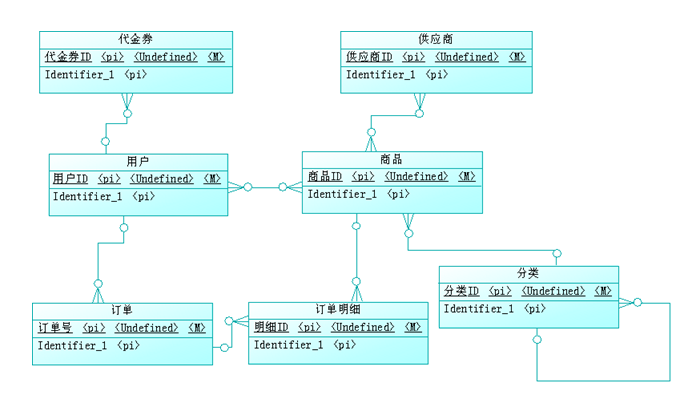 代金券
代金券ID <pi> <Undefined> <M>
Identifier_1 <pi>
供应商
供应商ID <pi> <Undefined> <M>
Identifier_1 <pi>
用户
用户ID <pi> <Undefined> <M>
Identifier_1 <pi>
商品
商品ID <pi> <Undefined> <M>
Identifier_1 <pi>
分类
分类ID <pi> <Undefined> <M>
Identifier_1 <pi>
订单
订单号 <pi> <Undefined> <M>
Identifier_1 <pi>
订单明细
明细ID <pi> <Undefined> <M>
Identifier_1 <pi>